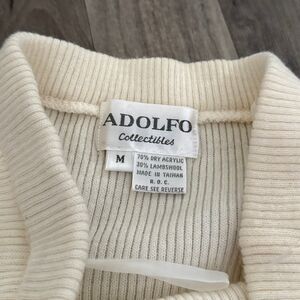 ADOLFO
Collectibles
M
70% DRY ACRYLIC
30% LAMBSWOOL
MADE IN TAIWAN
R. O. C.
CARE SEE REVERSE